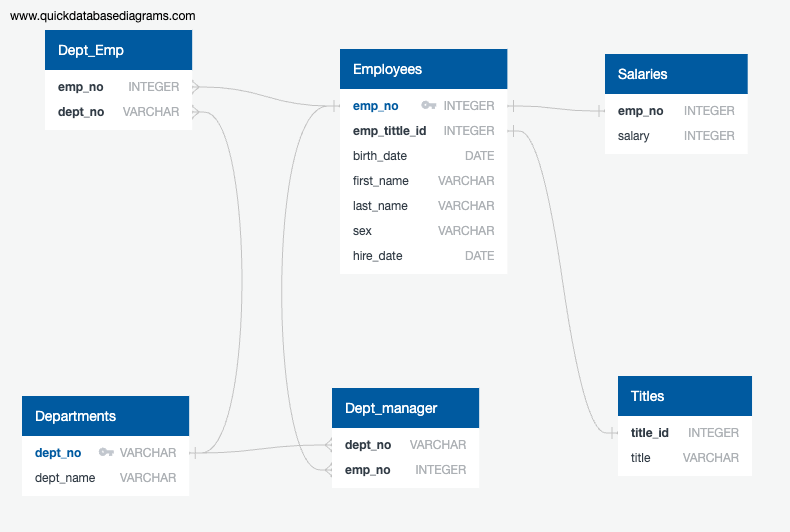 www.quickdatabasediagrams.com
Dept_Emp
emp_no INTEGER
dept_no VARCHAR
Employees
emp_no INTEGER
emp_tittle_id INTEGER
birth_date DATE
first_name VARCHAR
last_name VARCHAR
sex VARCHAR
hire_date DATE
Salaries
emp_no INTEGER
salary INTEGER
Departments
dept_no VARCHAR
dept_name VARCHAR
Dept_manager
dept_no VARCHAR
emp_no INTEGER
Titles
title_id INTEGER
title VARCHAR